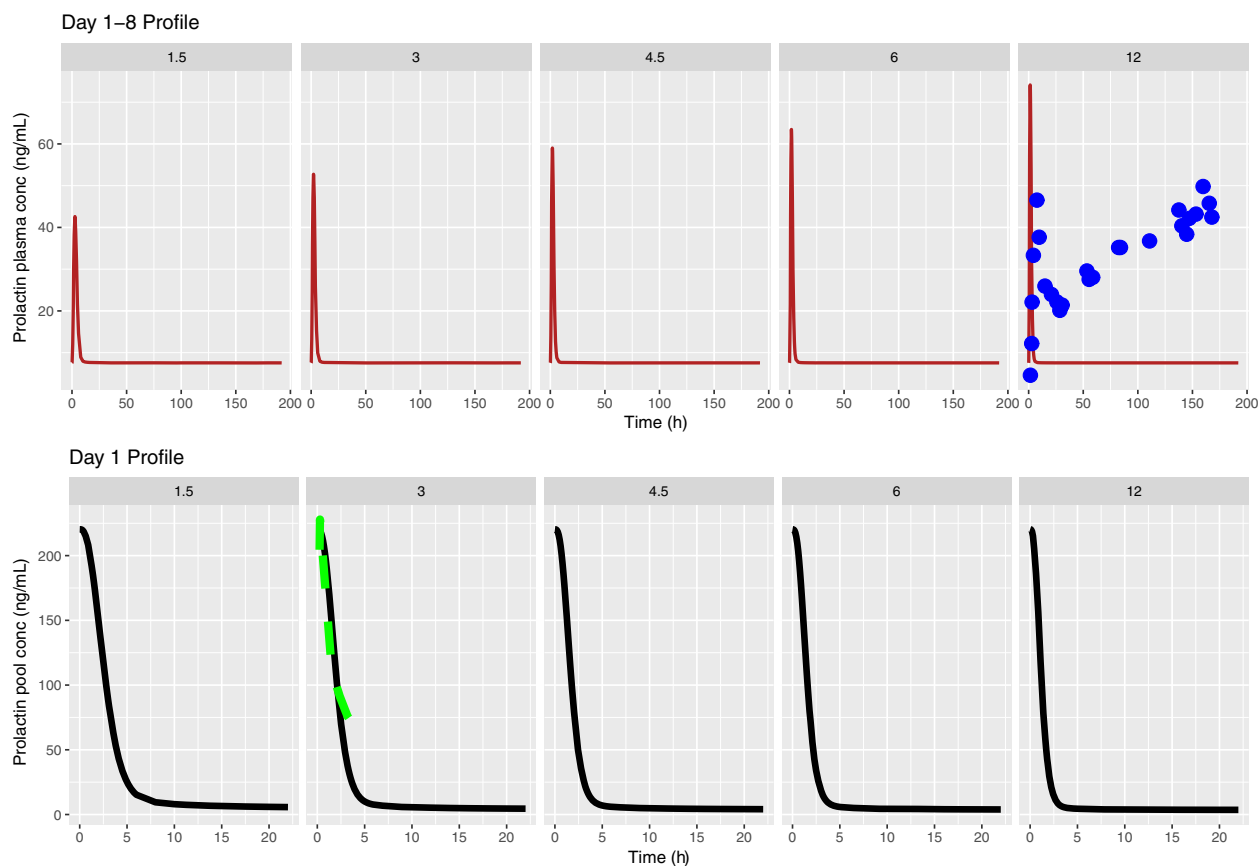 Day 1–8 Profile
1.5 3 4.5 6 12
Prolactin plasma conc (ng/mL)
60
40
20
0 50 100 150 200 0 50 100 150 200 0 50 100 150 200 0 50 100 150 200 0 50 100 150 200
Time (h)
Day 1 Profile
1.5 3 4.5 6 12
Prolactin pool conc (ng/mL)
200
150
100
50
0
0 5 10 15 20 0 5 10 15 20 0 5 10 15 20 0 5 10 15 20 0 5 10 15 20
Time (h)